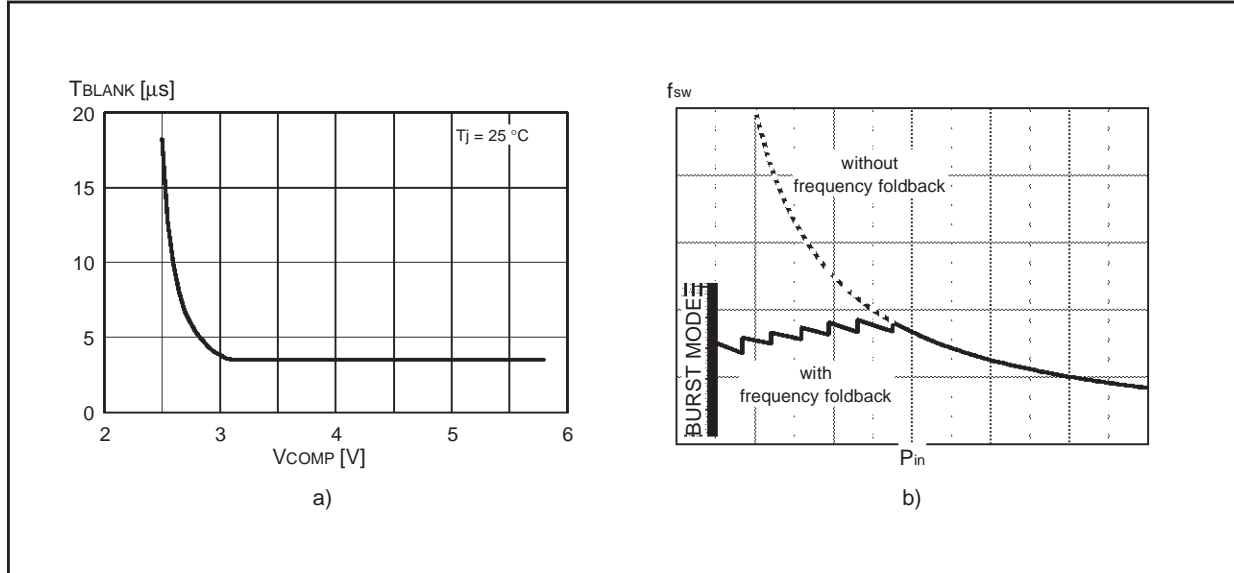 TBLANK [μs]
20
15
10
5
0
2
3
4
5
6
Tj = 25 °C
VCOMP [V]
a)
fsw
without
frequency foldback
BURST MODE
with
frequency foldback
Pin
b)